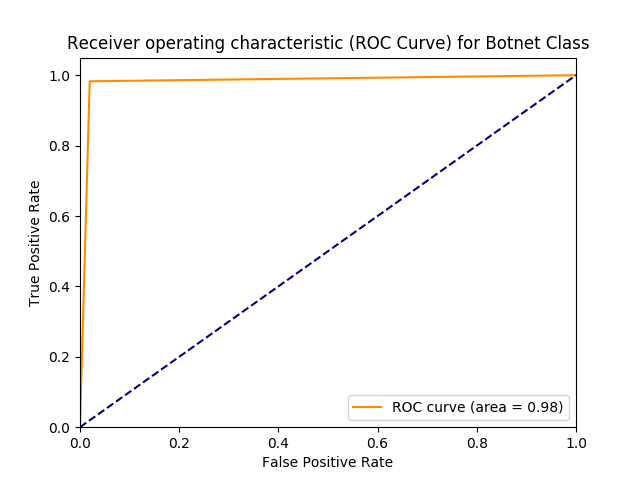 Receiver operating characteristic (ROC Curve) for Botnet Class
1.0
0.8
0.6
0.4
0.2
0.0
True Positive Rate
ROC curve (area = 0.98)
0.0 0.2 0.4 0.6 0.8 1.0
False Positive Rate